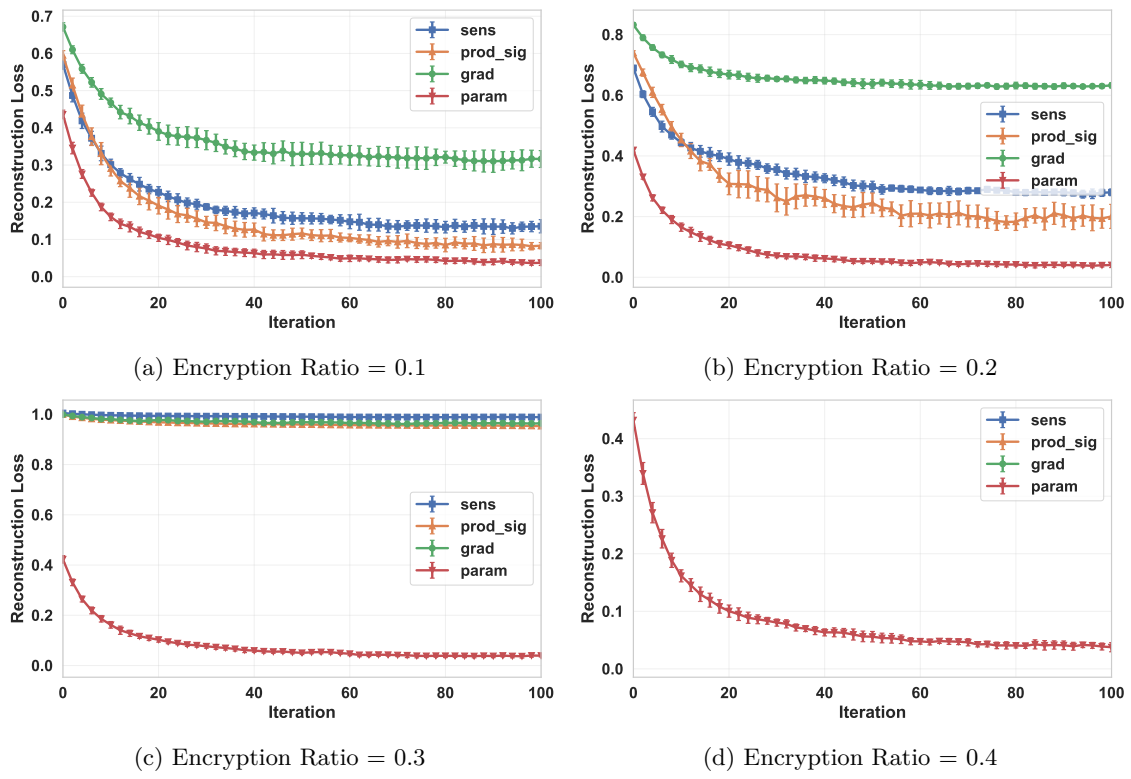 0.7
0.6
0.5
0.4
0.3
0.2
0.1
0.0
Reconstruction Loss
0 20 40 60 80 100
Iteration
sens
prod_sig
grad
param
(a) Encryption Ratio = 0.1
0.8
0.6
0.4
0.2
0.0
Reconstruction Loss
0 20 40 60 80 100
Iteration
sens
prod_sig
grad
param
(b) Encryption Ratio = 0.2
1.0
0.8
0.6
0.4
0.2
0.0
Reconstruction Loss
0 20 40 60 80 100
Iteration
sens
prod_sig
grad
param
(c) Encryption Ratio = 0.3
0.4
0.3
0.2
0.1
0.0
Reconstruction Loss
0 20 40 60 80 100
Iteration
sens
prod_sig
grad
param
(d) Encryption Ratio = 0.4